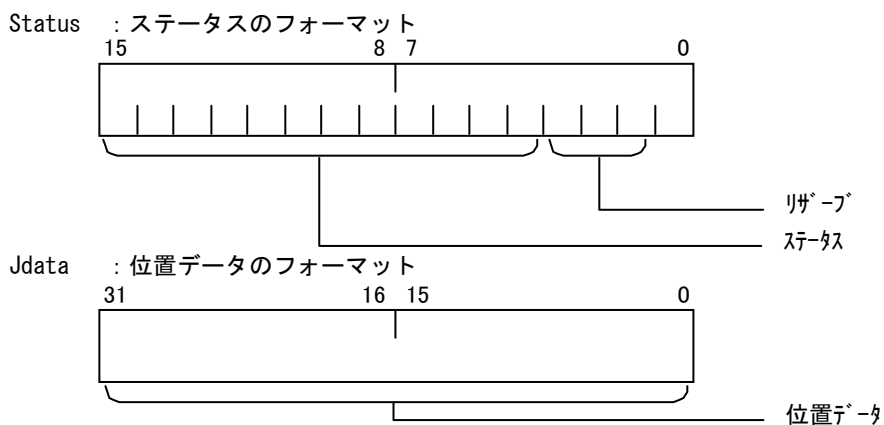 Status　：ステータスのフォーマット
15 8 7 0
ﾘｻﾞｰﾌﾞ
ｽﾃｰﾀｽ
Jdata　：位置データのフォーマット
31 16 15 0
位置ﾃﾞｰﾀ